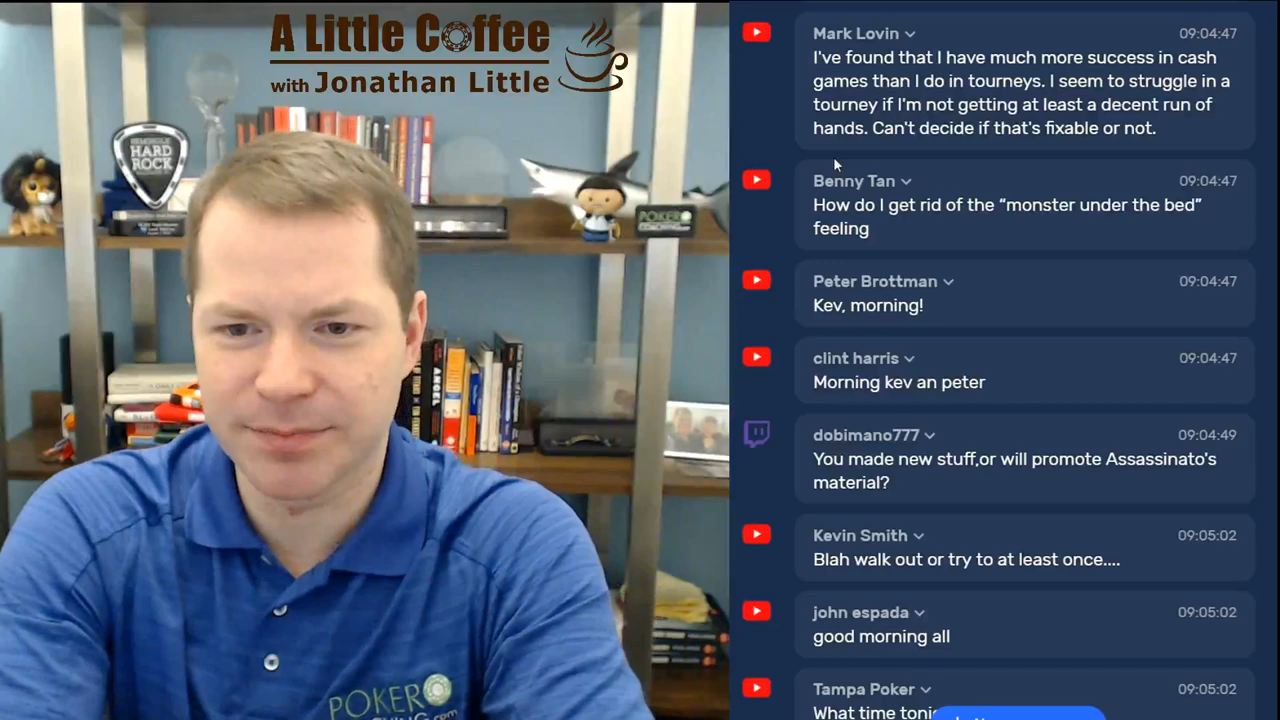 A Little Coffee
with Jonathan Little
HARD
ROCK
POKER
POKER
Mark Lovin 09:04:47
I've found that I have much more success in cash
games than I do in tourneys. I seem to struggle in a
tourney if I'm not getting at least a decent run of
hands. Can't decide if that's fixable or not.
Benny Tan 09:04:47
How do I get rid of the “monster under the bed”
feeling
Peter Brottman 09:04:47
Kev, morning!
clint harris 09:04:47
Morning kev an peter
dobimano777 09:04:49
You made new stuff,or will promote Assassinato's
material?
Kevin Smith 09:05:02
Blah walk out or try to at least once....
john espada 09:05:02
good morning all
Tampa Poker 09:05:02
What time